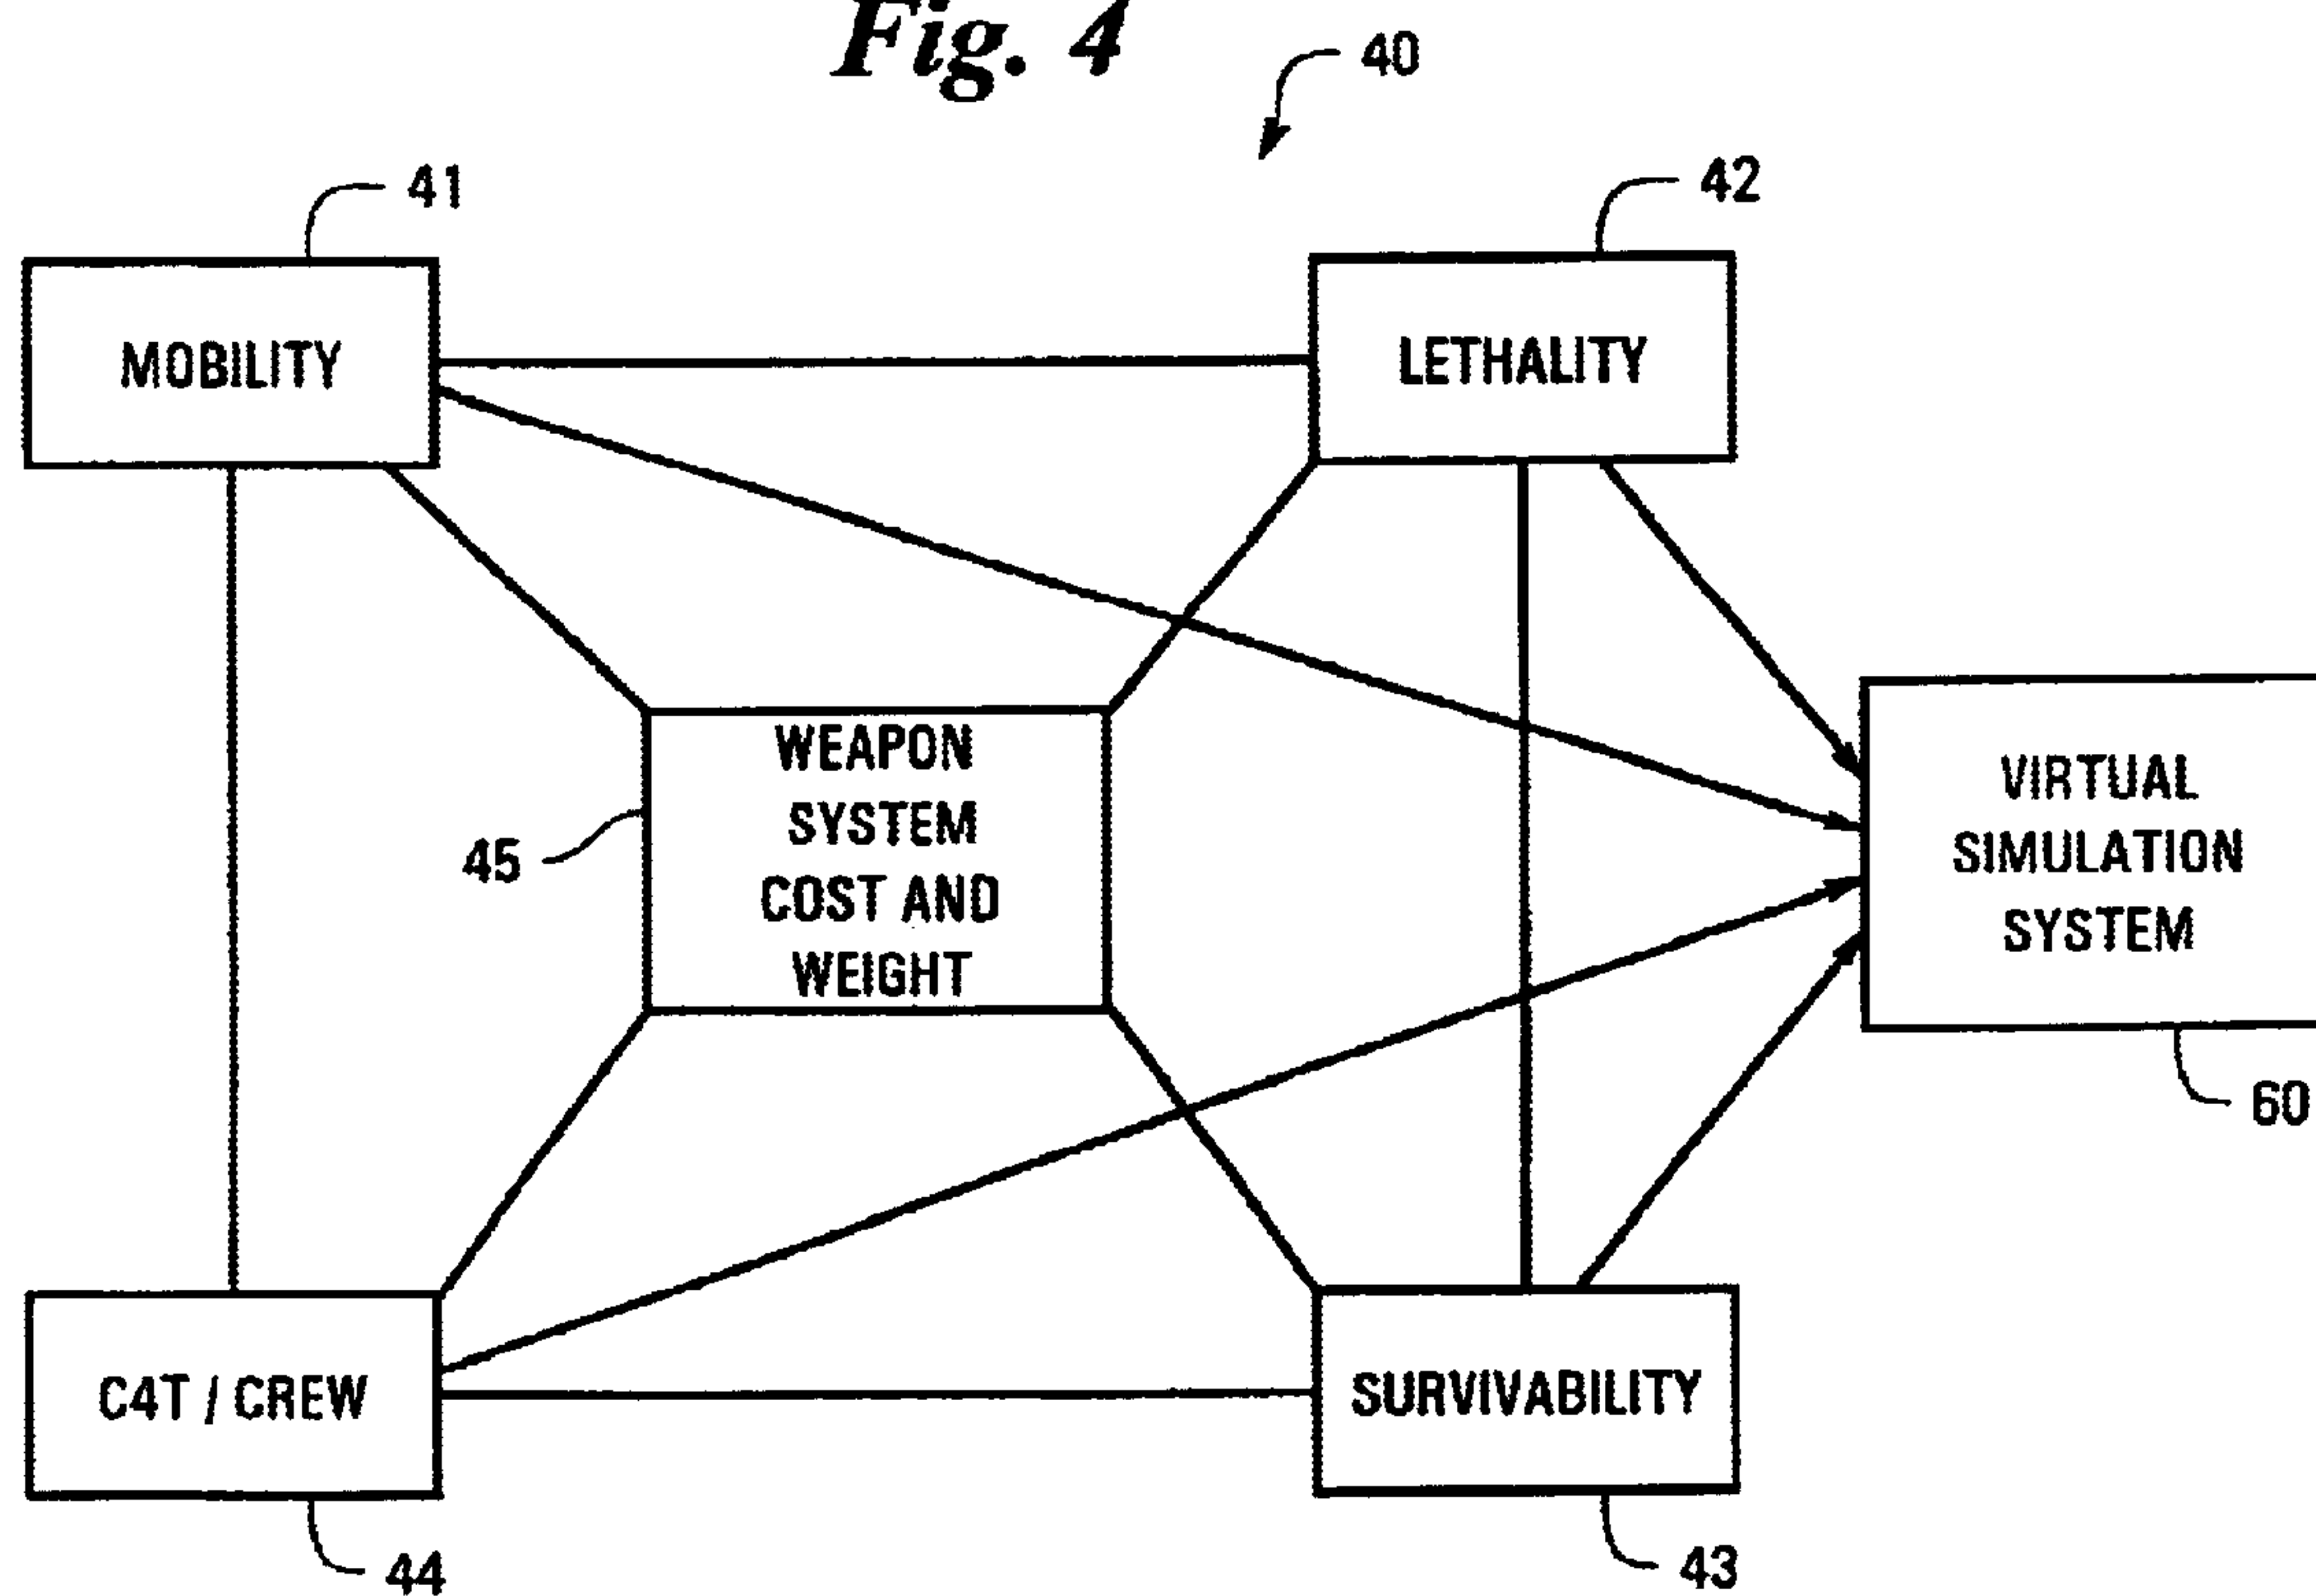 Fig. 4
40
41
42
MOBILITY
LETHALITY
WEAPON
SYSTEM
COST AND
WEIGHT
45
VIRTUAL
SIMULATION
SYSTEM
60
C4T / CREW
SURVIVABILITY
44
43